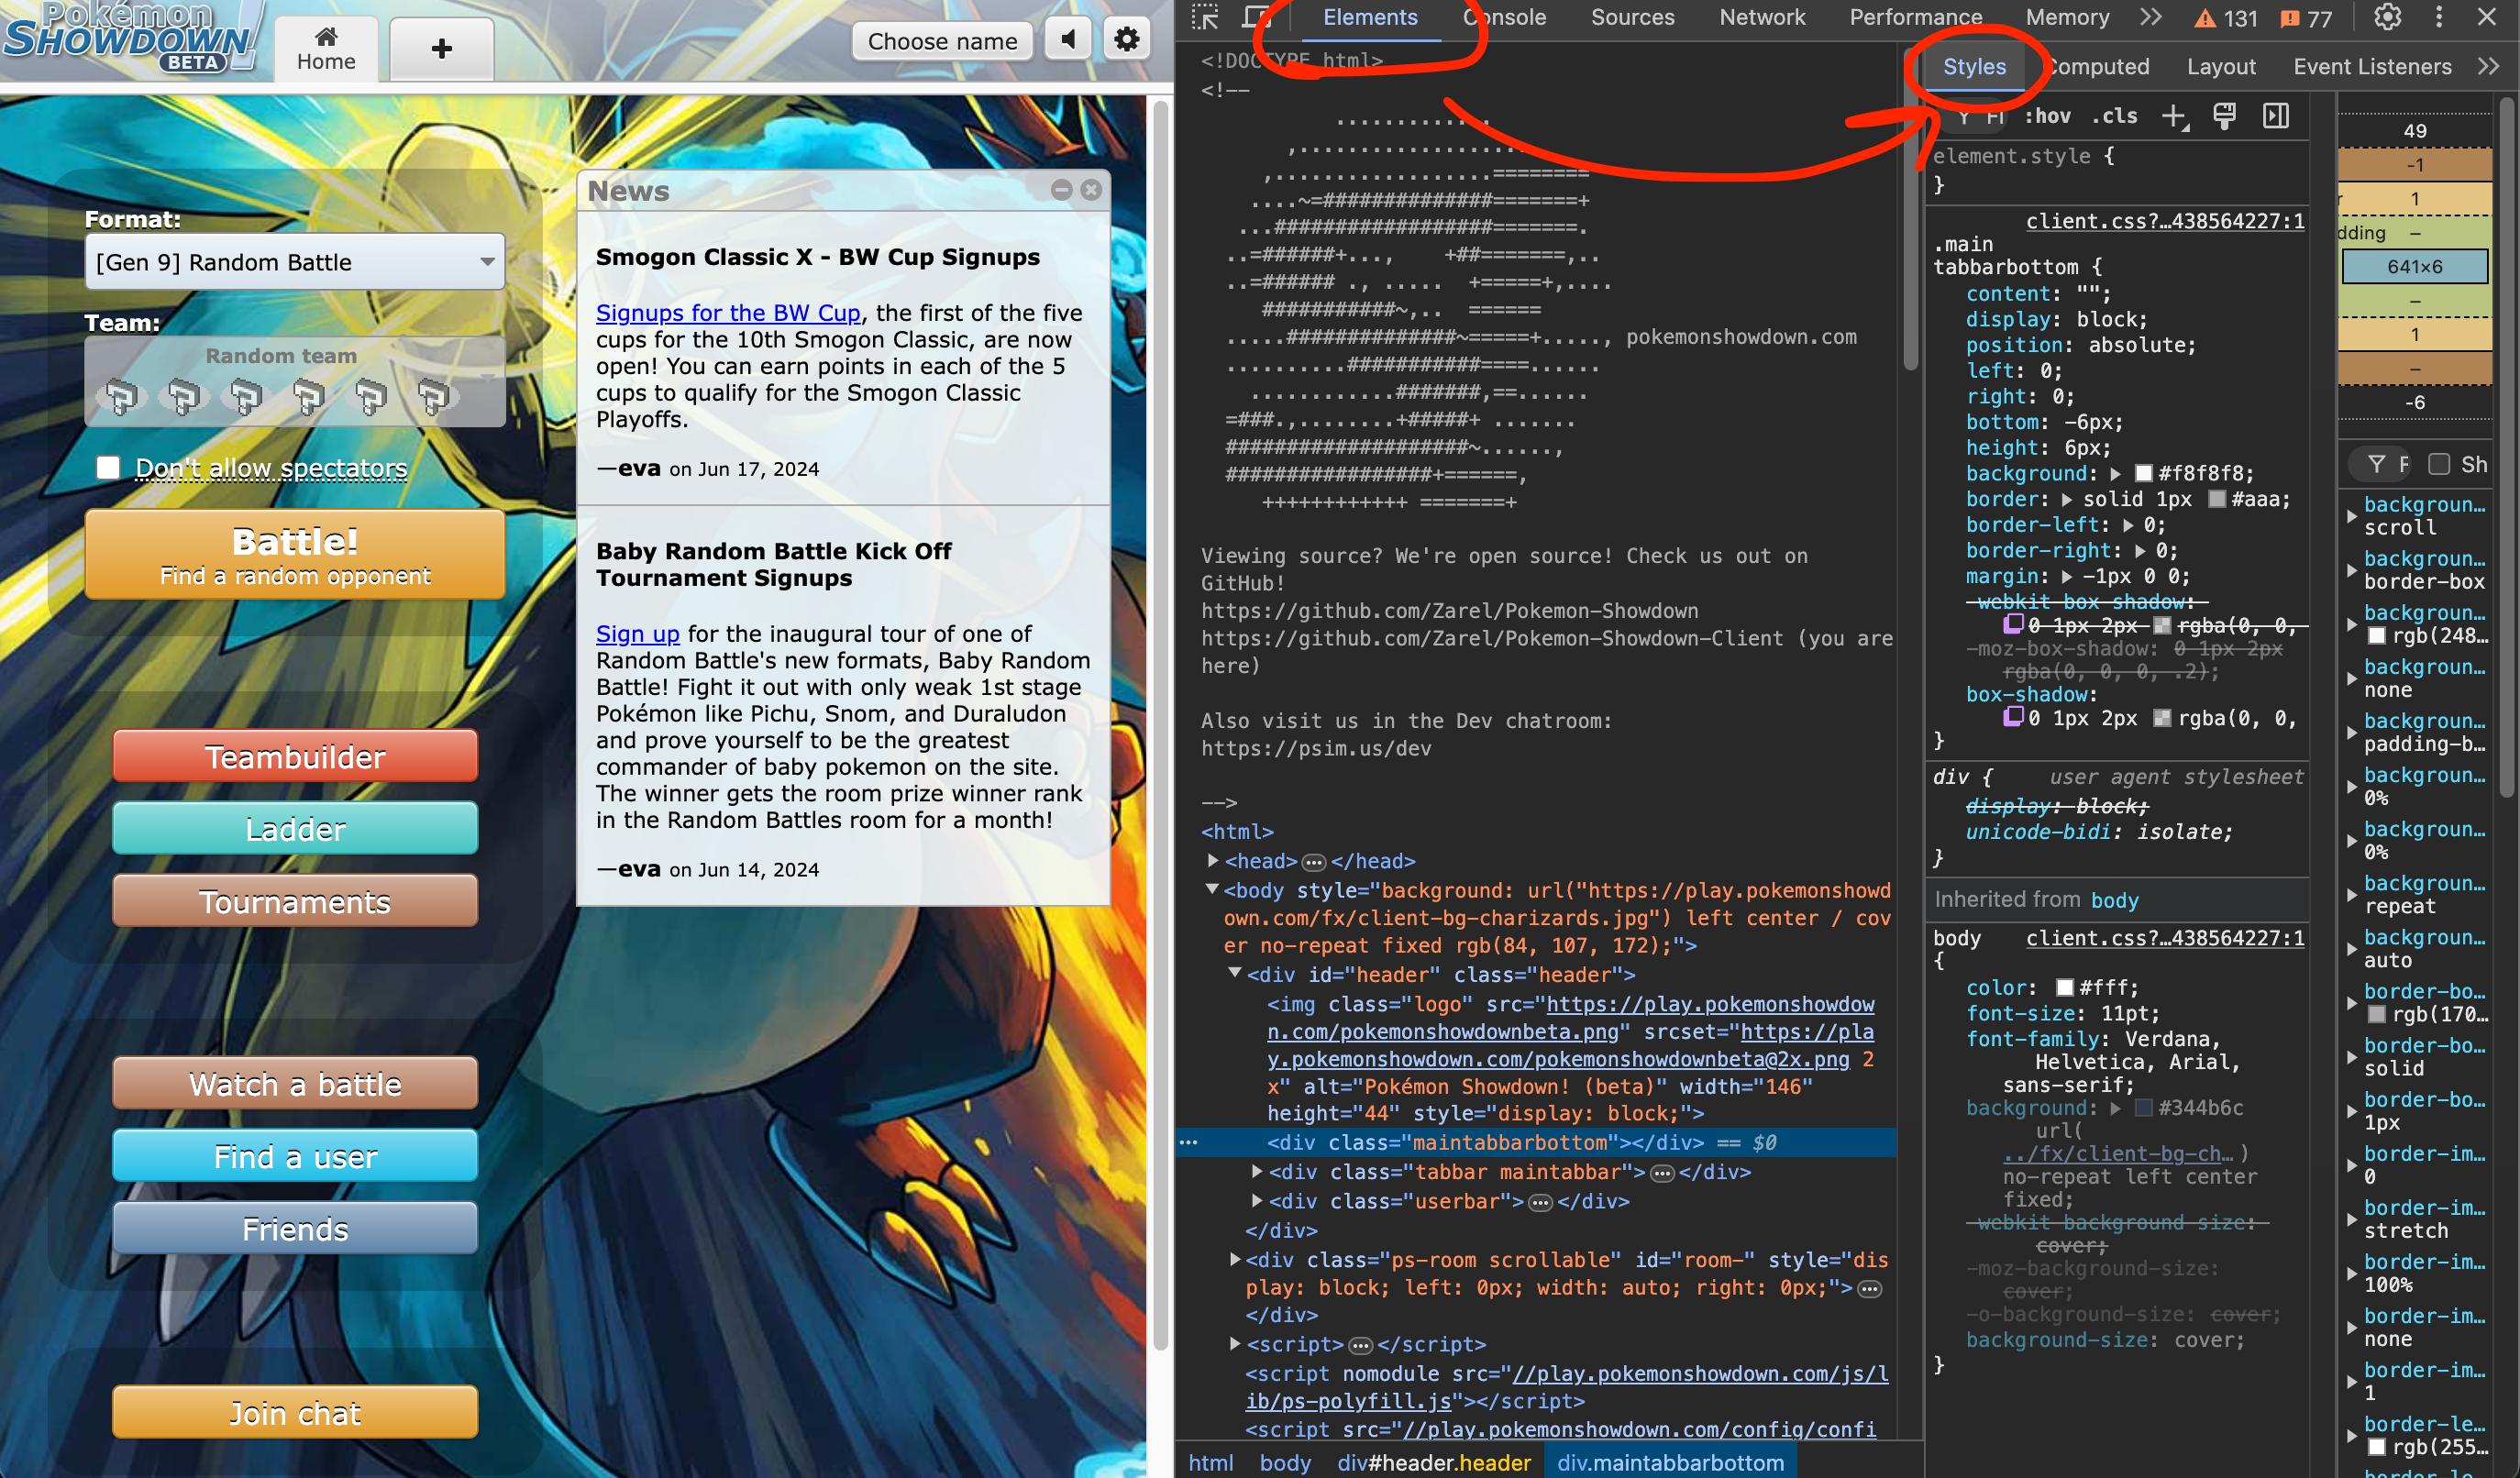 Pokémon
SHOWDOWN!
BETA
Home
+
Choose name
Format:
[Gen 9] Random Battle
Team:
Random team
Don't allow spectators
Battle!
Find a random opponent
Teambuilder
Ladder
Tournaments
Watch a battle
Find a user
Friends
Join chat
News
Smogon Classic X - BW Cup Signups
Signups for the BW Cup, the first of the five
cups for the 10th Smogon Classic, are now
open! You can earn points in each of the 5
cups to qualify for the Smogon Classic
Playoffs.
—eva on Jun 17, 2024
Baby Random Battle Kick Off
Tournament Signups
Sign up for the inaugural tour of one of
Random Battle's new formats, Baby Random
Battle! Fight it out with only weak 1st stage
Pokémon like Pichu, Snom, and Duraludon
and prove yourself to be the greatest
commander of baby pokemon on the site.
The winner gets the room prize winner rank
in the Random Battles room for a month!
—eva on Jun 14, 2024
Elements Console Sources Network Performance Memory 131 77
<!DOCTYPE html>
<!--
pokemonshowdown.com
Viewing source? We're open source! Check us out on
GitHub!
https://github.com/Zarel/Pokemon-Showdown
https://github.com/Zarel/Pokemon-Showdown-Client (you are
here)
Also visit us in the Dev chatroom:
https://psim.us/dev
-->
<html>
<head>…</head>
<body style="background: url("https://play.pokemonshowd
own.com/fx/client-bg-charizards.jpg") left center / cov
er no-repeat fixed rgb(84, 107, 172);">
<div id="header" class="header">
<img class="logo" src="https://play.pokemonshowdow
n.com/pokemonshowdownbeta.png" srcset="https://pla
y.pokemonshowdown.com/pokemonshowdownbeta@2x.png 2
x" alt="Pokémon Showdown! (beta)" width="146"
height="44" style="display: block;">
<div class="maintabbarbottom"></div> == $0
<div class="tabbar maintabbar">…</div>
<div class="userbar">…</div>
</div>
<div class="ps-room scrollable" id="room-" style="dis
play: block; left: 0px; width: auto; right: 0px;">…
</div>
<script>…</script>
<script nomodule src="//play.pokemonshowdown.com/js/l
ib/ps-polyfill.js"></script>
<script src="//play.pokemonshowdown.com/config/confi
html body div#header.header div.maintabbarbottom
Styles Computed Layout Event Listeners
:hov .cls
element.style {
}
client.css?…438564227:1
.main
tabbarbottom {
content: "";
display: block;
position: absolute;
left: 0;
right: 0;
bottom: -6px;
height: 6px;
background: #f8f8f8;
border: solid 1px #aaa;
border-left: 0;
border-right: 0;
margin: -1px 0 0;
-webkit-box-shadow:
0 1px 2px rgba(0, 0,
-moz-box-shadow: 0 1px 2px
rgba(0, 0, 0, .2);
box-shadow:
0 1px 2px rgba(0, 0,
}
div { user agent stylesheet
display: block;
unicode-bidi: isolate;
}
Inherited from body
body client.css?…438564227:1
{
color: #fff;
font-size: 11pt;
font-family: Verdana,
Helvetica, Arial,
sans-serif;
background: #344b6c
url(
../fx/client-bg-ch… )
no-repeat left center
fixed;
-webkit-background-size:
cover;
-moz-background-size:
cover;
-o-background-size: cover;
background-size: cover;
}
49
-1
1
dding –
641×6
–
1
–
-6
Sh
backgroun…
scroll
backgroun…
border-box
backgroun…
rgb(248…
backgroun…
none
backgroun…
padding-b…
backgroun…
0%
backgroun…
0%
backgroun…
repeat
backgroun…
auto
border-bo…
rgb(170…
border-bo…
solid
border-bo…
1px
border-im…
0
border-im…
stretch
border-im…
100%
border-im…
none
border-im…
1
border-le…
rgb(255…